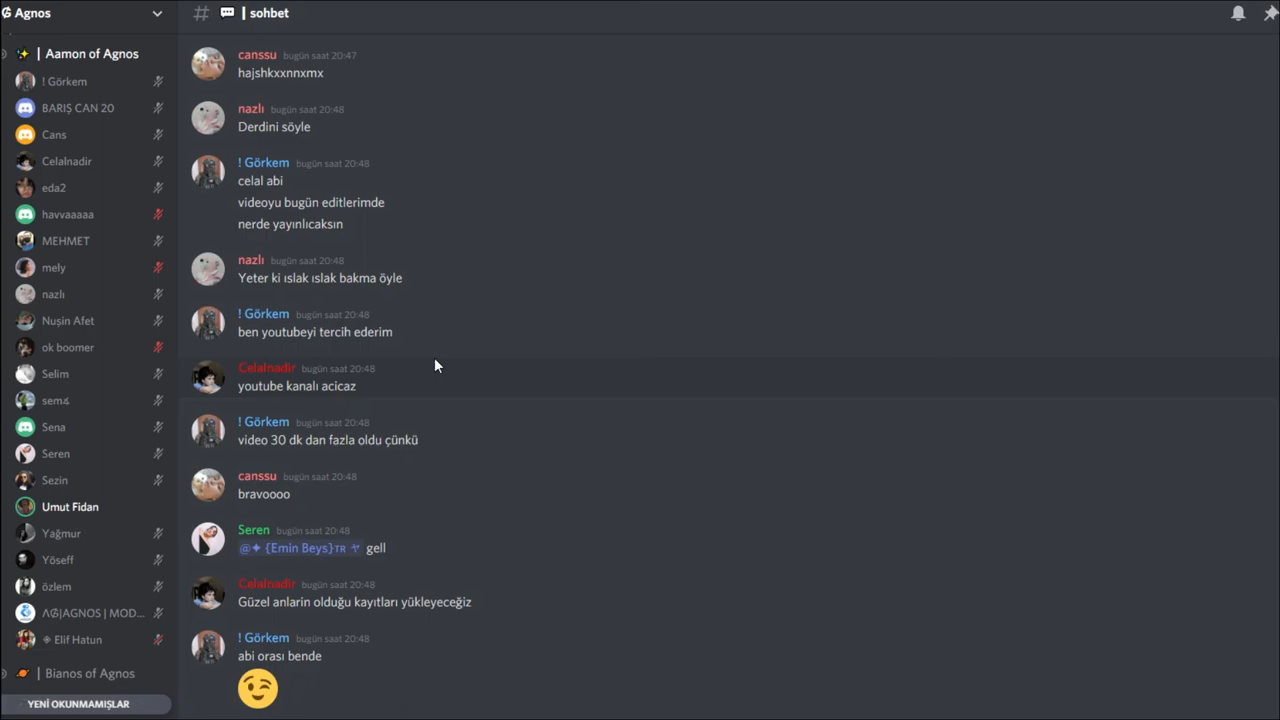 Agnos
| sohbet
| Aamon of Agnos
! Görkem
BARIŞ CAN 20
Cans
Celalnadir
eda2
havvaaaaa
MEHMET
mely
nazlı
Nuşin Afet
ok boomer
Selim
sem४
Sena
Seren
Sezin
Umut Fidan
Yağmur
Yöseff
özlem
ΛG|AGNOS | MOD...
Elif Hatun
| Bianos of Agnos
YENİ OKUNMAMIŞLAR
canssu bugün saat 20:47
hajshkxxnnxmx
nazlı bugün saat 20:48
Derdini söyle
! Görkem bugün saat 20:48
celal abi
videoyu bugün editlerimde
nerde yayınlıcaksın
nazlı bugün saat 20:48
Yeter ki ıslak ıslak bakma öyle
! Görkem bugün saat 20:48
ben youtubeyi tercih ederim
Celalnadir bugün saat 20:48
youtube kanalı acicaz
! Görkem bugün saat 20:48
video 30 dk dan fazla oldu çünkü
canssu bugün saat 20:48
bravoooo
Seren bugün saat 20:48
@✦ {Emin Beys}TR ヤ gell
Celalnadir bugün saat 20:48
Güzel anlarin olduğu kayıtları yükleyeceğiz
! Görkem bugün saat 20:48
abi orası bende